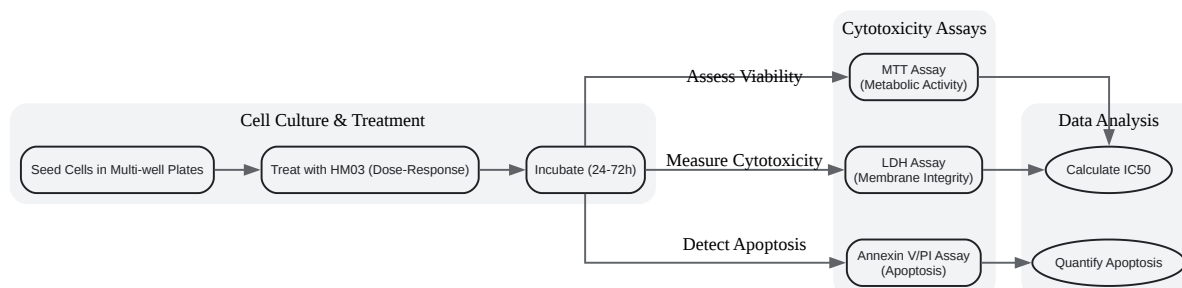 Cytotoxicity Assays
Assess Viability
MTT Assay
(Metabolic Activity)
Cell Culture & Treatment
Data Analysis
Seed Cells in Multi-well Plates
Treat with HM03 (Dose-Response)
Incubate (24-72h)
Measure Cytotoxicity
LDH Assay
(Membrane Integrity)
Calculate IC50
Detect Apoptosis
Annexin V/PI Assay
(Apoptosis)
Quantify Apoptosis